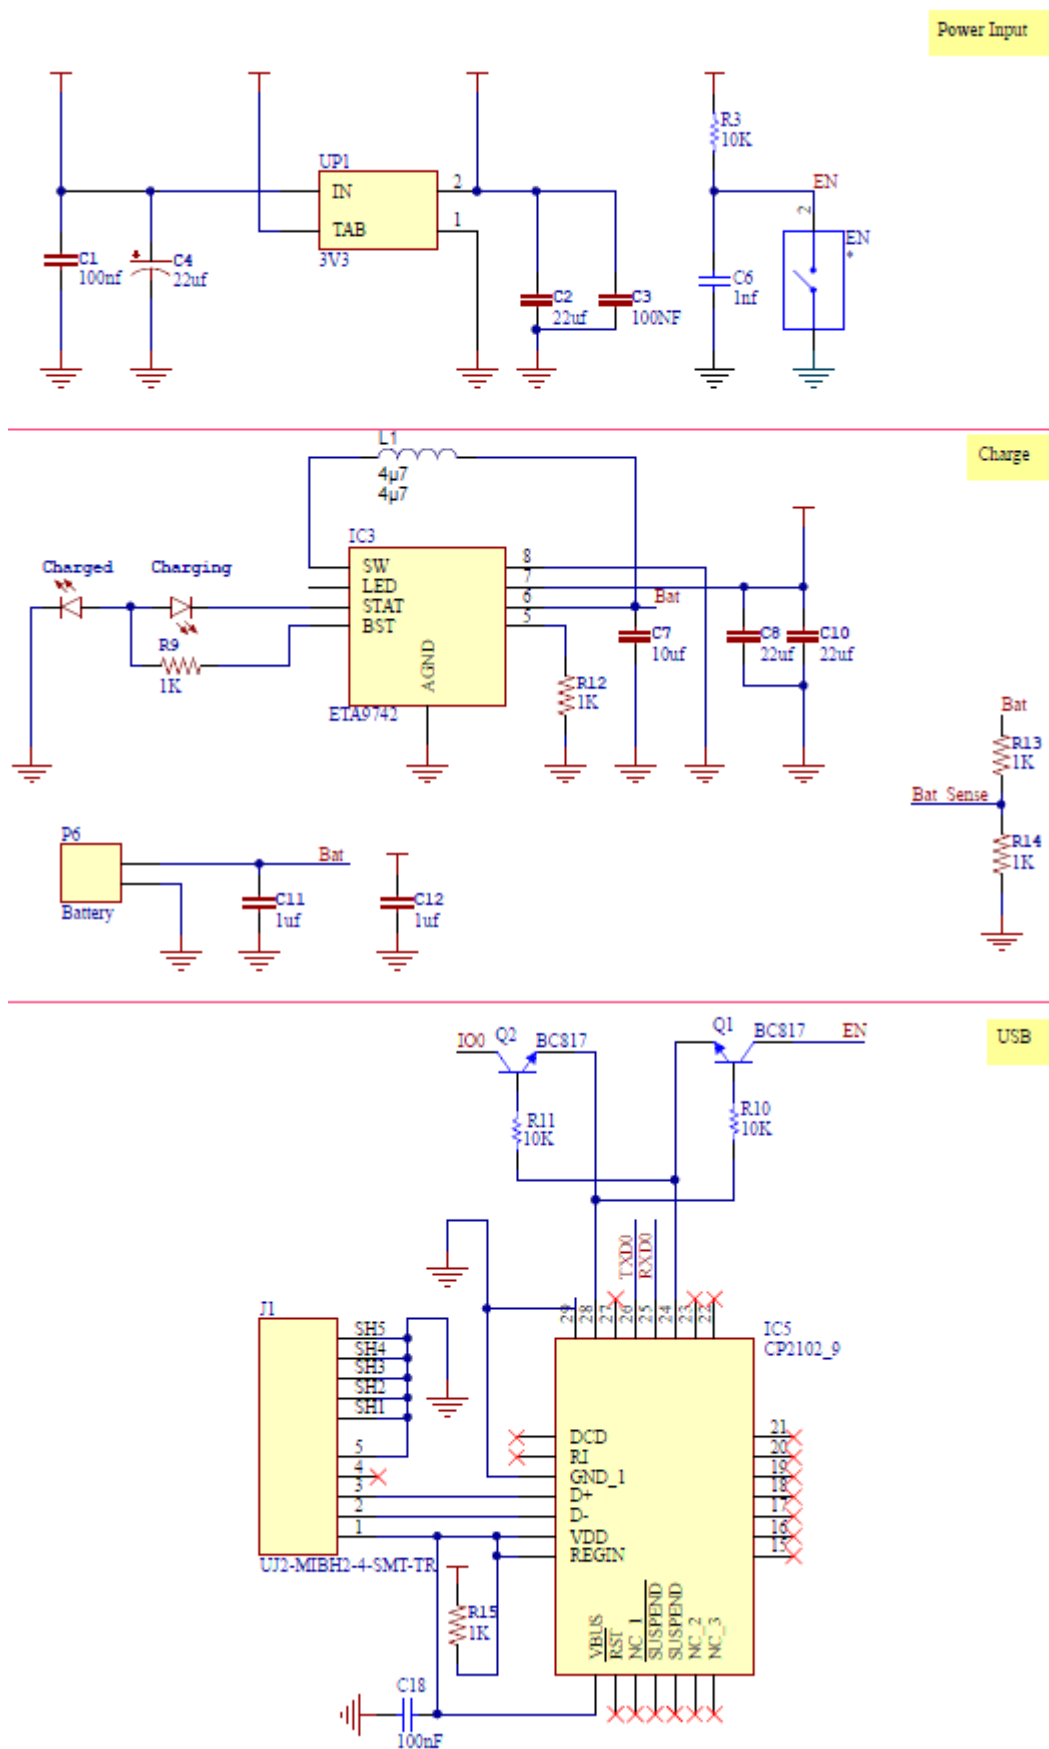 Power Input
R3
10K
UP1
IN
2
TAB
1
3V3
EN
2
EN
*
C1
100nf
C4
22uf
C2
22uf
C3
100NF
C6
1nf
Charge
L1
4µ7
4µ7
IC3
SW
8
LED
7
STAT
6
BST
5
AGND
ETA9742
Charged
Charging
R9
1K
Bat
C7
10uf
C8
22uf
C10
22uf
R12
1K
Bat
R13
1K
Bat Sense
R14
1K
P6
Battery
Bat
C11
1uf
C12
1uf
USB
IO0
Q2
BC817
Q1
BC817
EN
R11
10K
R10
10K
TXD0
RXD0
29
28
27
26
25
24
23
22
IC5
CP2102_9
J1
SH5
SH4
SH3
SH2
SH1
5
4
3
2
1
UJ2-MIBH2-4-SMT-TR
DCD
RI
GND_1
D+
D-
VDD
REGIN
21
20
19
18
17
16
15
VBUS
RST
NC_1
SUSPEND
SUSPEND
NC_2
NC_3
R15
1K
C18
100nF